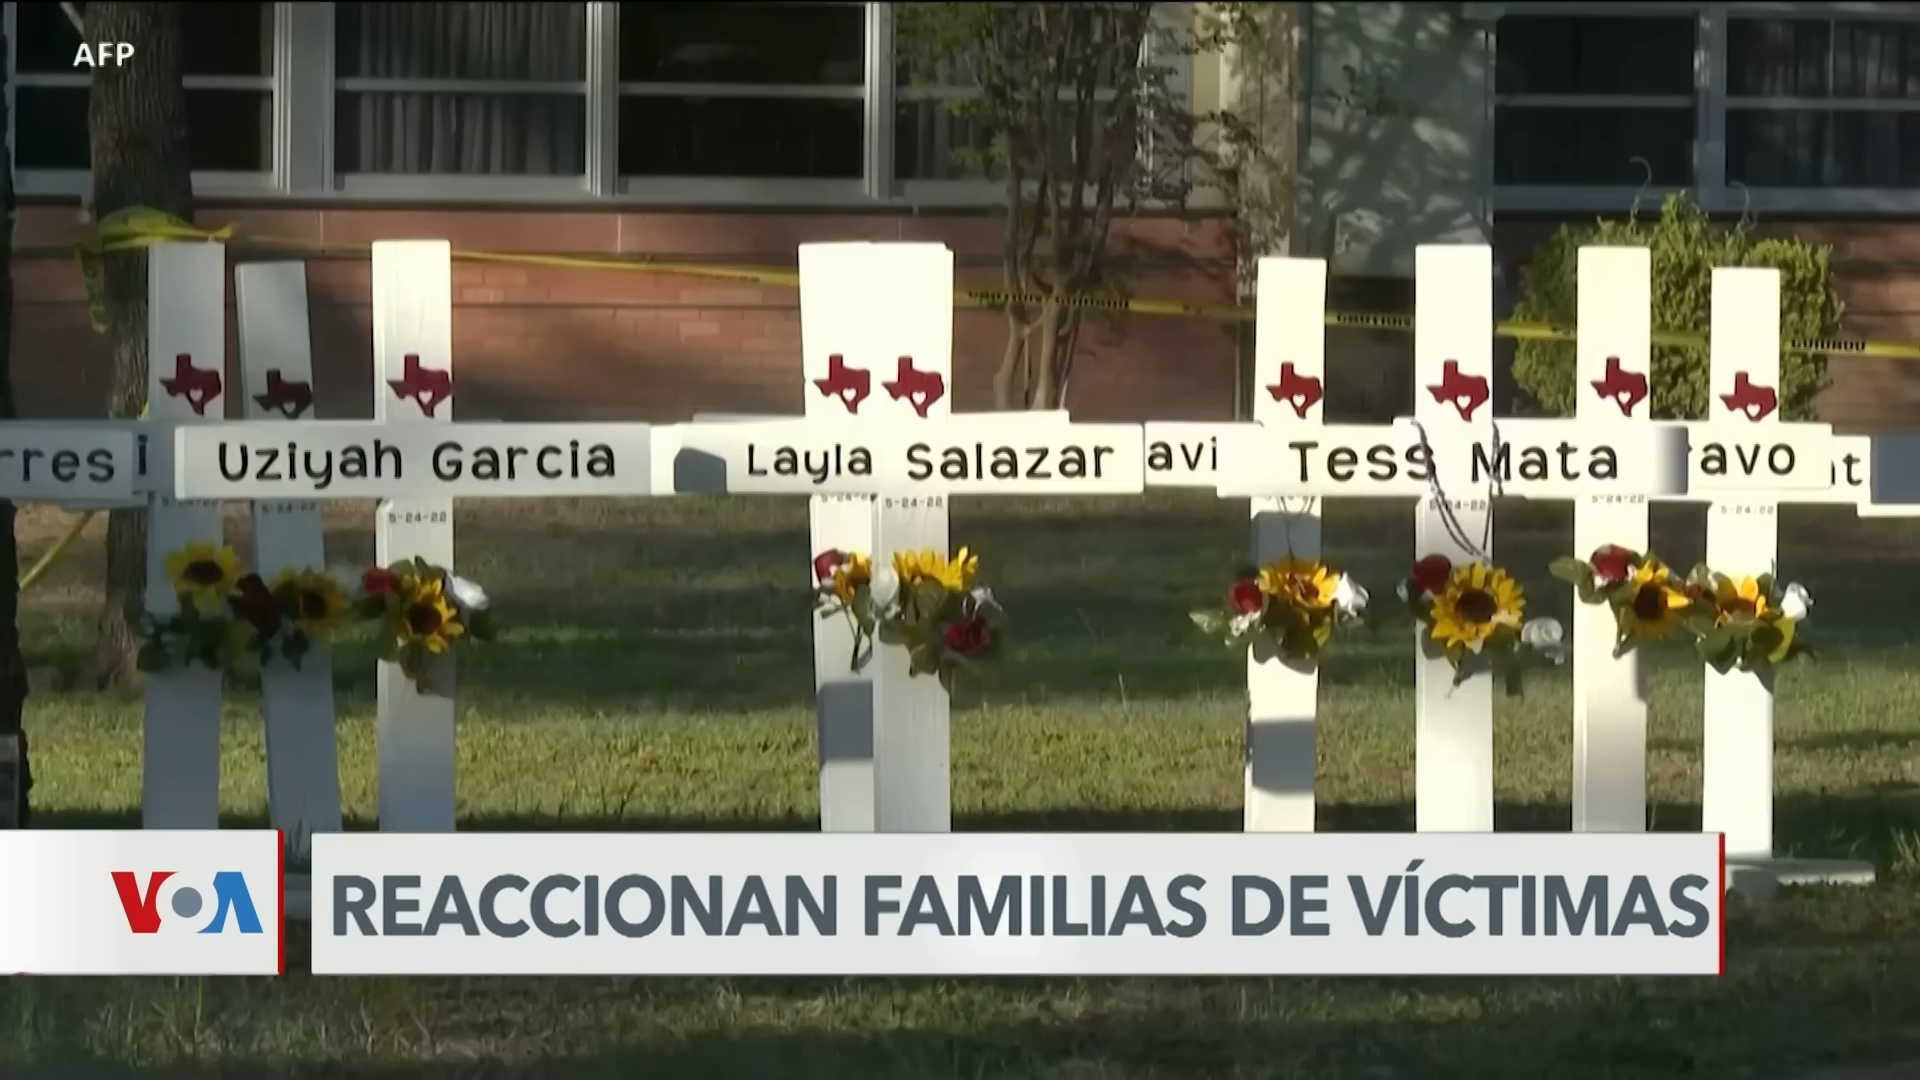 AFP
rres
Uziyah Garcia
Layla Salazar
avi
Tess Mata
avo
5-24-22
5-24-22
5-24-22
5-24-22
5-24-22
VOA
REACCIONAN FAMILIAS DE VÍCTIMAS